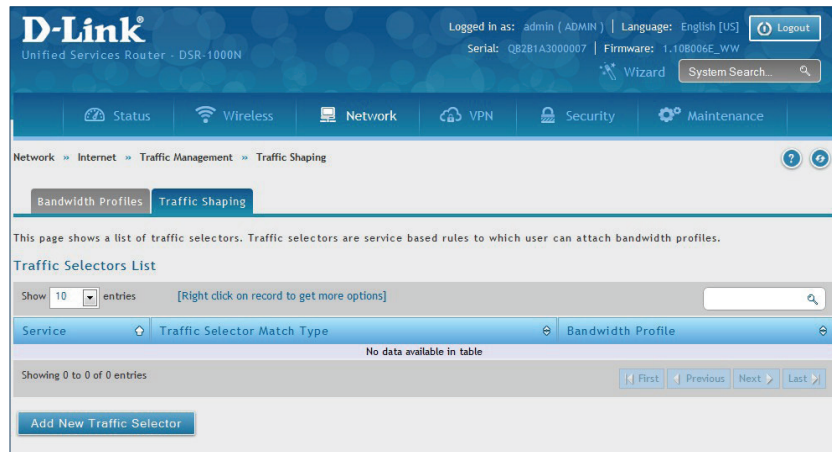 D-Link®
Unified Services Router - DSR-1000N
Logged in as: admin ( ADMIN ) | Language: English [US]
Logout
Serial: QB2B1A3000007 | Firmware: 1.10B006E_WW
Wizard
System Search...
Status
Wireless
Network
VPN
Security
Maintenance
Network » Internet » Traffic Management » Traffic Shaping
?
Bandwidth Profiles
Traffic Shaping
This page shows a list of traffic selectors. Traffic selectors are service based rules to which user can attach bandwidth profiles.
Traffic Selectors List
Show 10 entries
[Right click on record to get more options]
Service
Traffic Selector Match Type
Bandwidth Profile
No data available in table
Showing 0 to 0 of 0 entries
First
Previous
Next
Last
Add New Traffic Selector